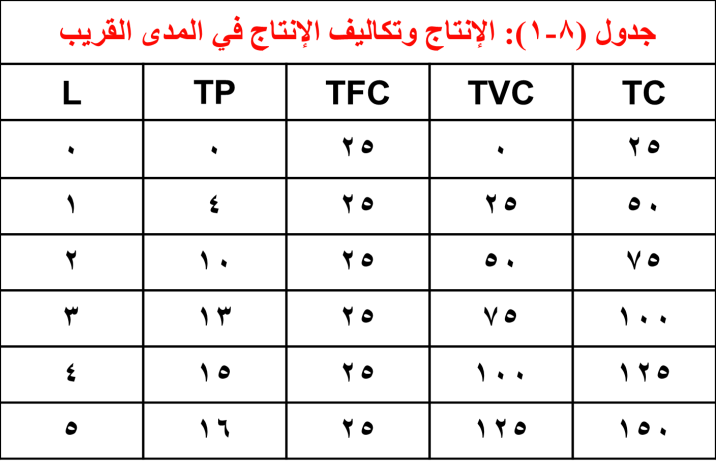 جدول (٨-١): الإنتاج وتكاليف الإنتاج في المدى القريب
L TP TFC TVC TC
٠ ٠ ٢٥ ٠ ٢٥
١ ٤ ٢٥ ٢٥ ٥٠
٢ ١٠ ٢٥ ٥٠ ٧٥
٣ ١٣ ٢٥ ٧٥ ١٠٠
٤ ١٥ ٢٥ ١٠٠ ١٢٥
٥ ١٦ ٢٥ ١٢٥ ١٥٠